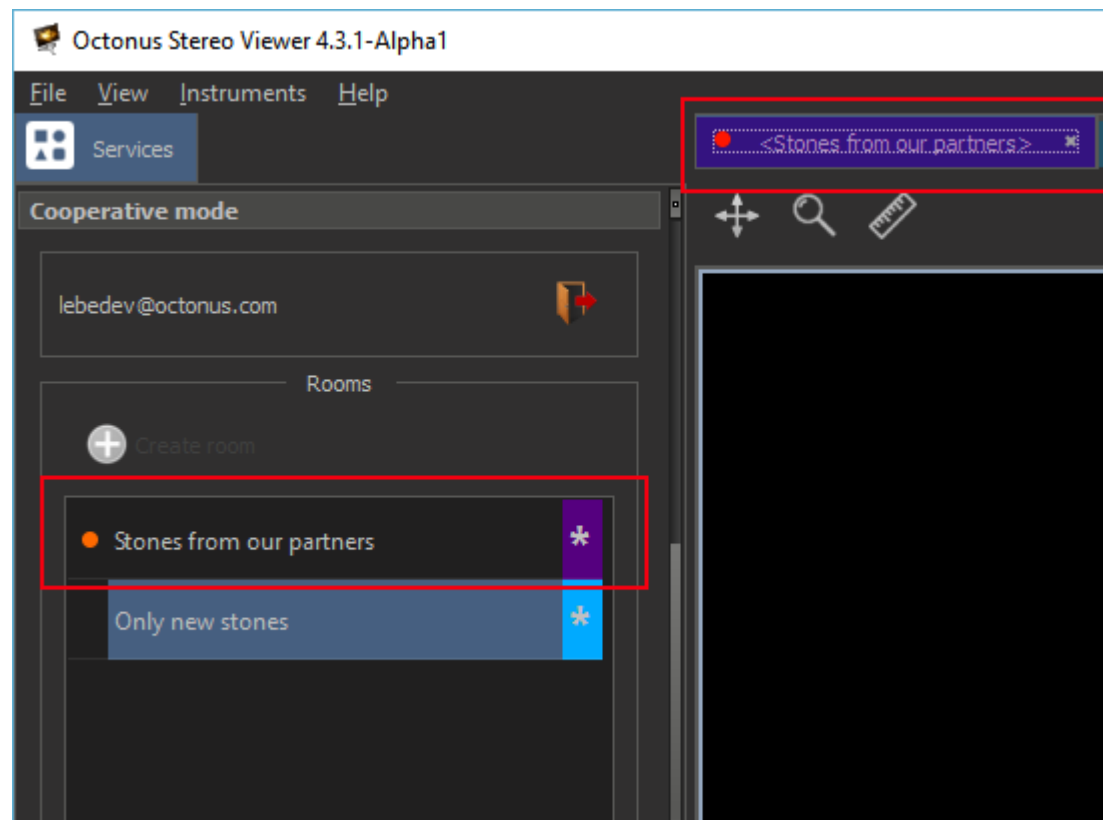 Octonus Stereo Viewer 4.3.1-Alpha1
File View Instruments Help
Services
<Stones from our partners>
Cooperative mode
lebedev@octonus.com
Rooms
Create room
Stones from our partners *
Only new stones *